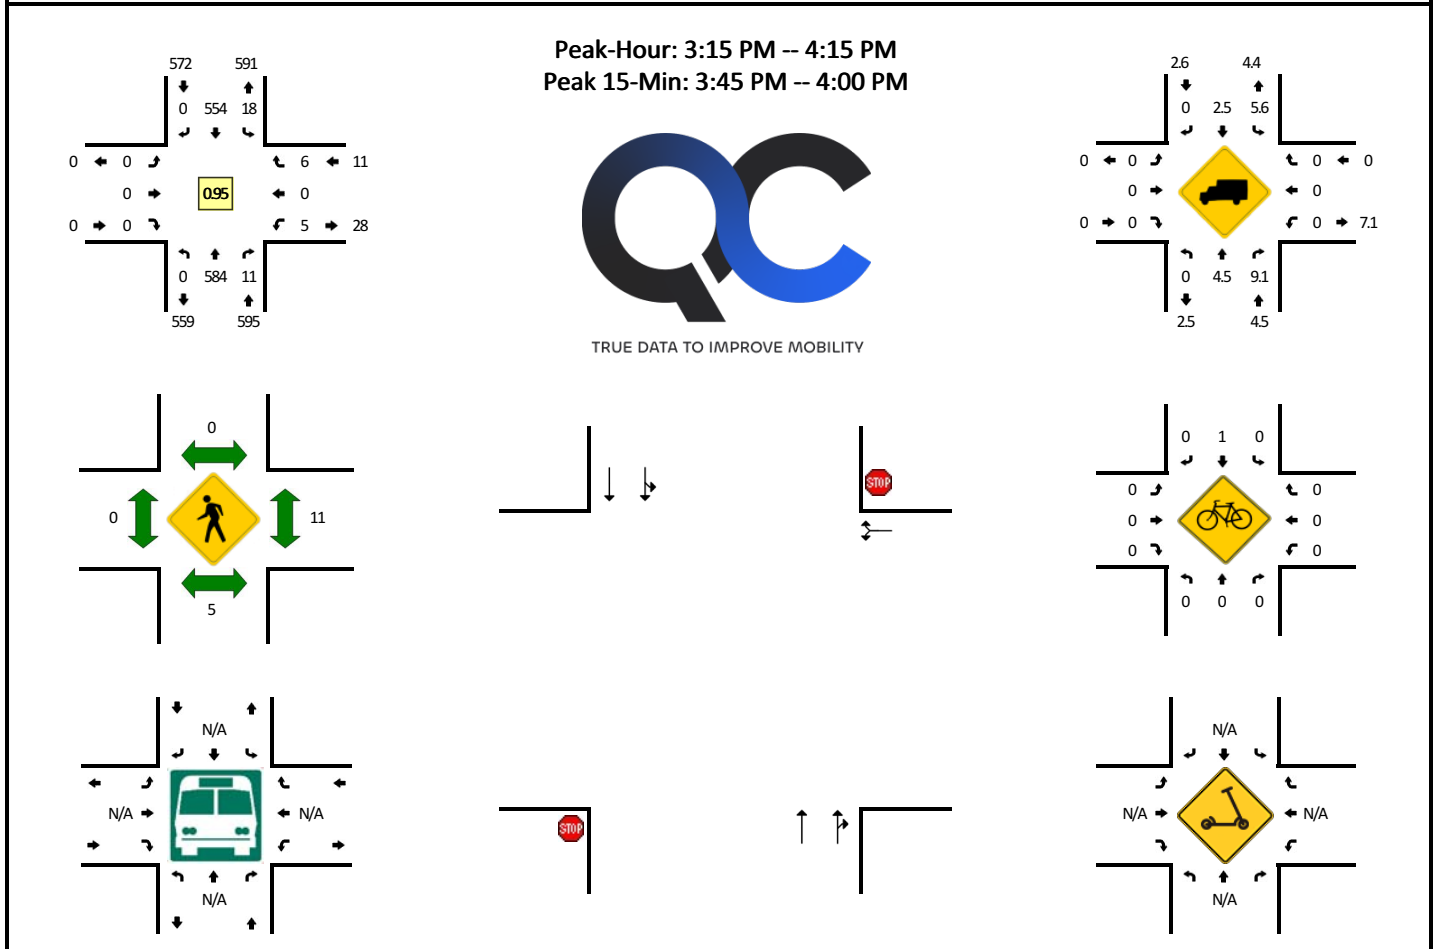 Peak-Hour: 3:15 PM -- 4:15 PM
Peak 15-Min: 3:45 PM -- 4:00 PM
572 591
0 554 18
0 0 6 11
0 0.95 0
0 0 5 28
0 584 11
559 595
QC
TRUE DATA TO IMPROVE MOBILITY
2.6 4.4
0 2.5 5.6
0 0 0 0
0 0
0 0 0 7.1
0 4.5 9.1
2.5 4.5
0
0 11
5
STOP
STOP
0 1 0
0 0
0 0
0 0
0 0 0
N/A
N/A N/A
N/A
N/A
N/A N/A
N/A